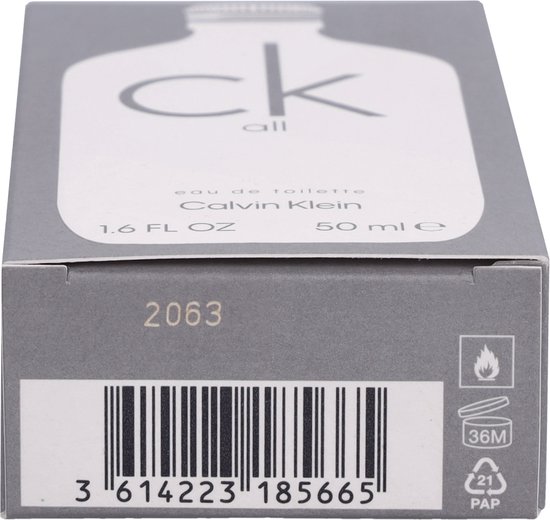 ck
all
eau de toilette
Calvin Klein
1.6 FL OZ 50 ml ℮
2063
36M
3 614223 185665
21
PAP